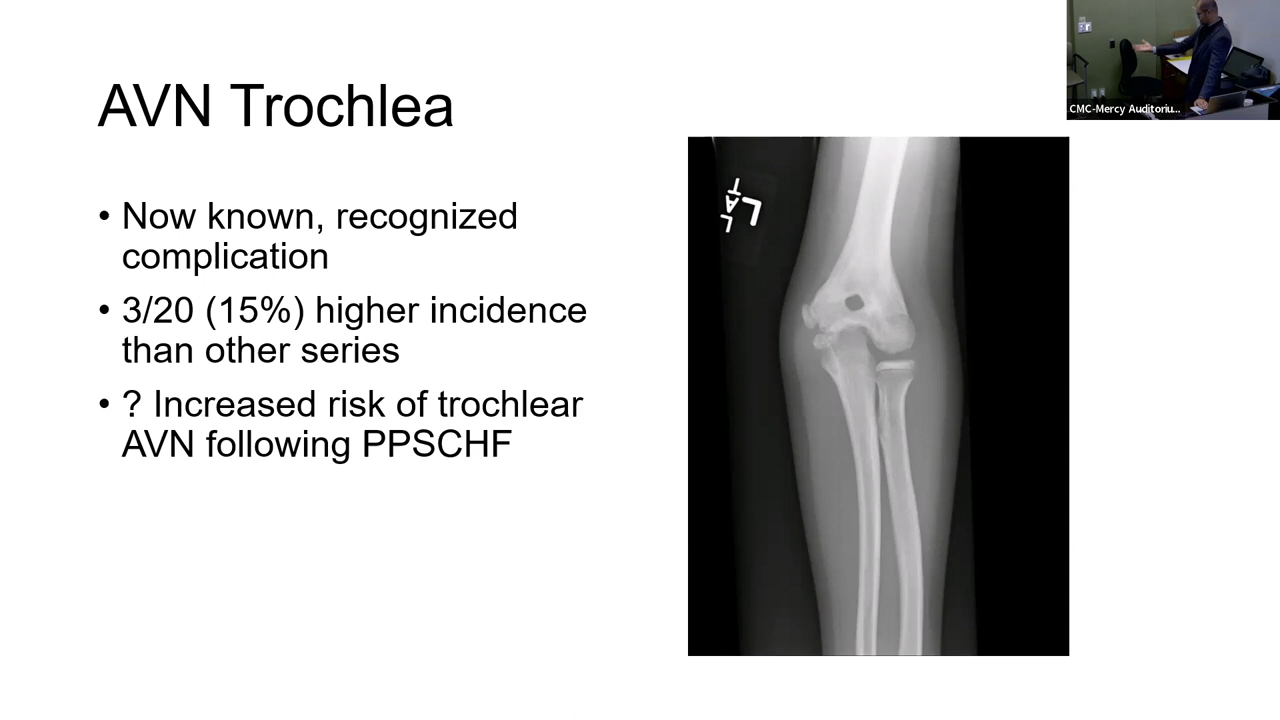 AVN Trochlea
• Now known, recognized
complication
• 3/20 (15%) higher incidence
than other series
• ? Increased risk of trochlear
AVN following PPSCHF
CMC-Mercy Auditoriu...
L
LAT